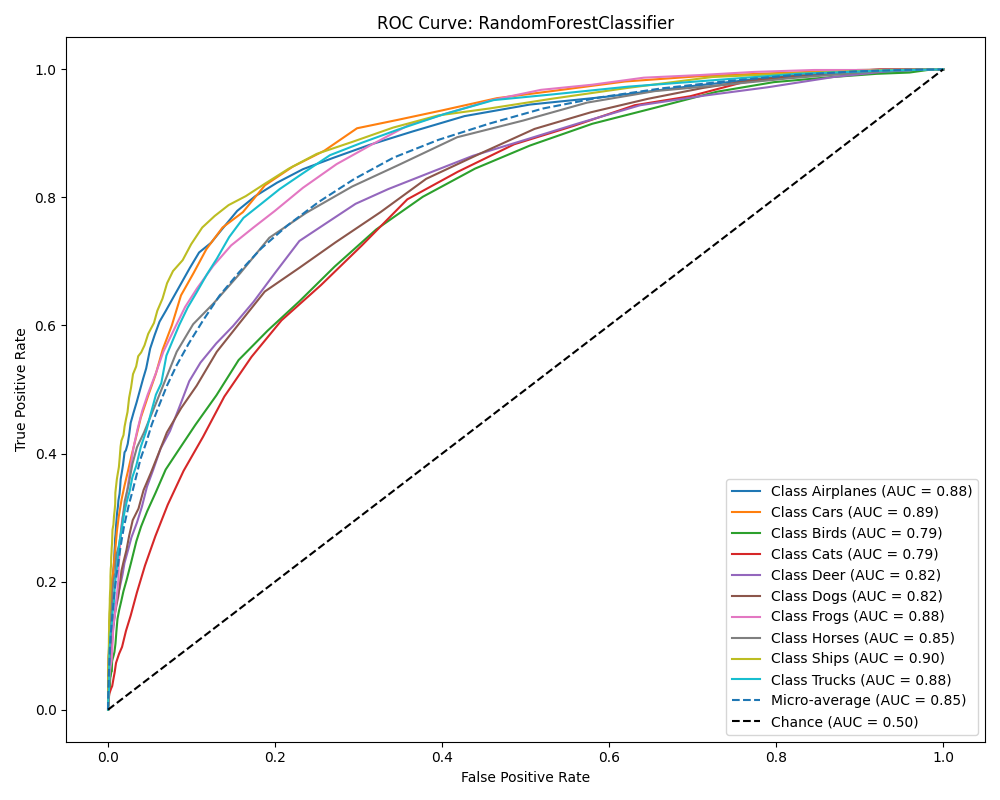 ROC Curve: RandomForestClassifier
True Positive Rate
1.0
0.8
0.6
0.4
0.2
0.0
Class Airplanes (AUC = 0.88)
Class Cars (AUC = 0.89)
Class Birds (AUC = 0.79)
Class Cats (AUC = 0.79)
Class Deer (AUC = 0.82)
Class Dogs (AUC = 0.82)
Class Frogs (AUC = 0.88)
Class Horses (AUC = 0.85)
Class Ships (AUC = 0.90)
Class Trucks (AUC = 0.88)
Micro-average (AUC = 0.85)
Chance (AUC = 0.50)
0.0 0.2 0.4 0.6 0.8 1.0
False Positive Rate